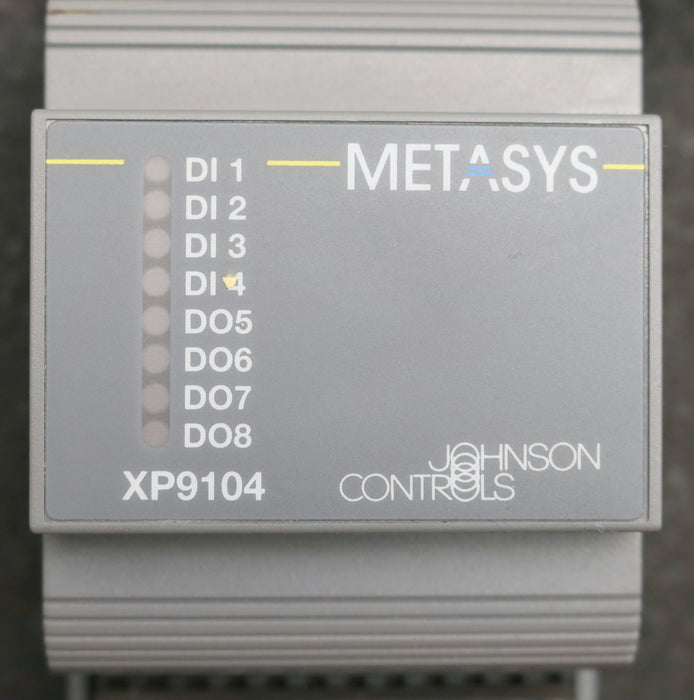 METASYS
DI 1
DI 2
DI 3
DI 4
DO5
DO6
DO7
DO8
XP9104
JOHNSON
CONTROLS